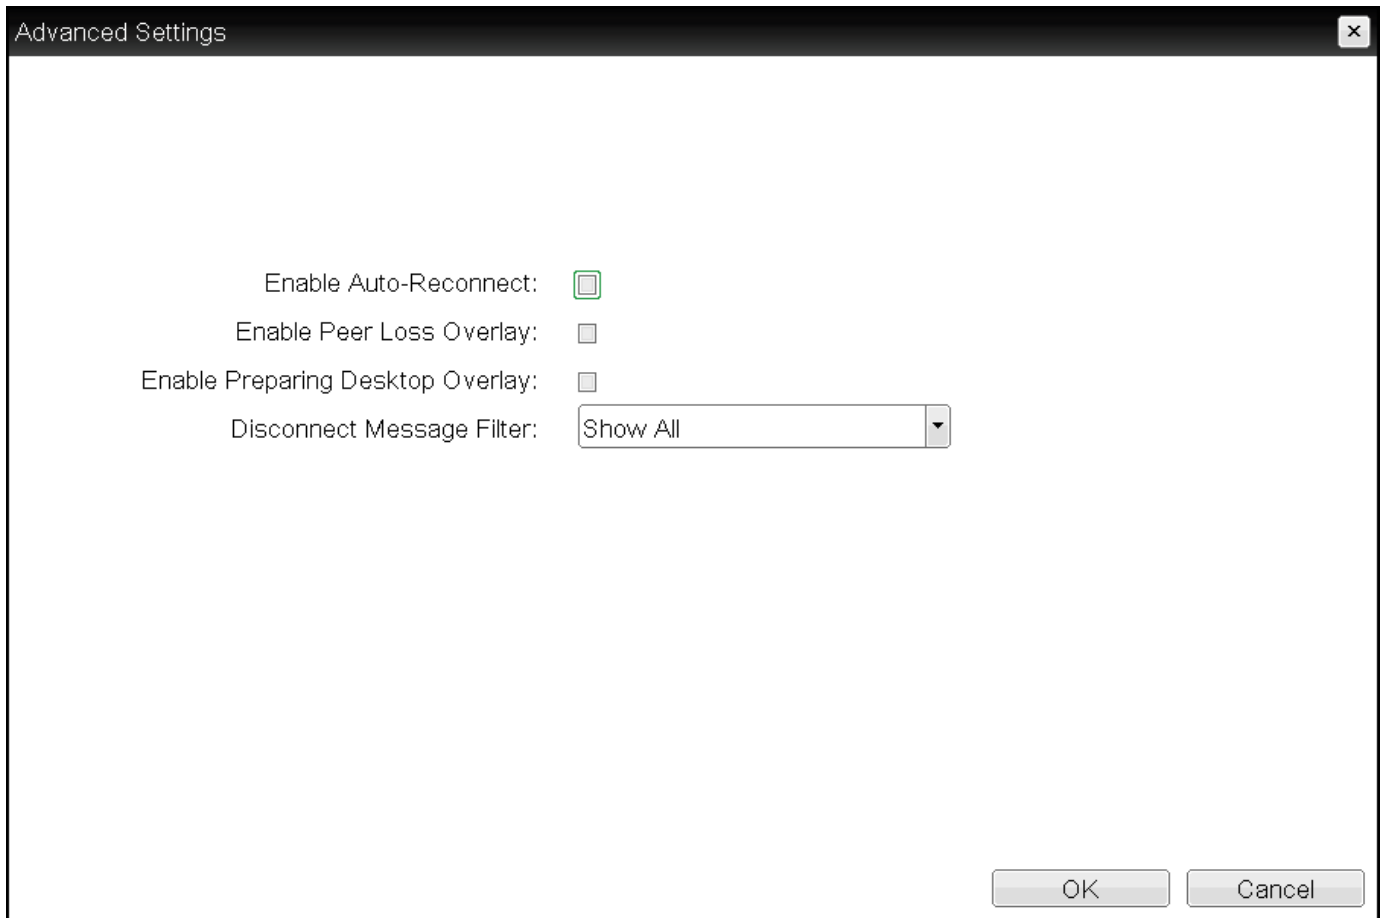 Advanced Settings
Enable Auto-Reconnect:
Enable Peer Loss Overlay:
Enable Preparing Desktop Overlay:
Disconnect Message Filter: Show All
OK Cancel